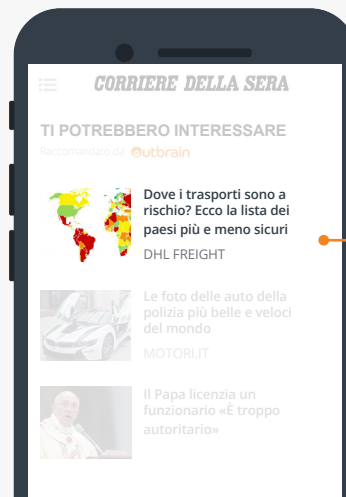 CORRIERE DELLA SERA
TI POTREBBERO INTERESSARE
Raccomandato da Outbrain
Dove i trasporti sono a
rischio? Ecco la lista dei
paesi più e meno sicuri
DHL FREIGHT
Le foto delle auto della
polizia più belle e veloci
del mondo
MOTORI.IT
Il Papa licenzia un
funzionario «È troppo
autoritario»